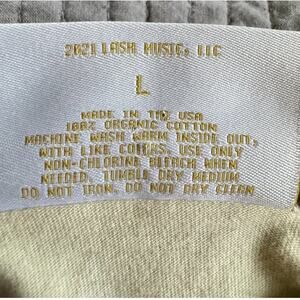 2021 LASH MUSIC, LLC
L
MADE IN THE USA
100% ORGANIC COTTON
MACHINE WASH WARM INSIDE OUT,
WITH LIKE COLORS. USE ONLY
NON-CHLORINE BLEACH WHEN
NEEDED. TUMBLE DRY MEDIUM
DO NOT IRON. DO NOT DRY CLEAN